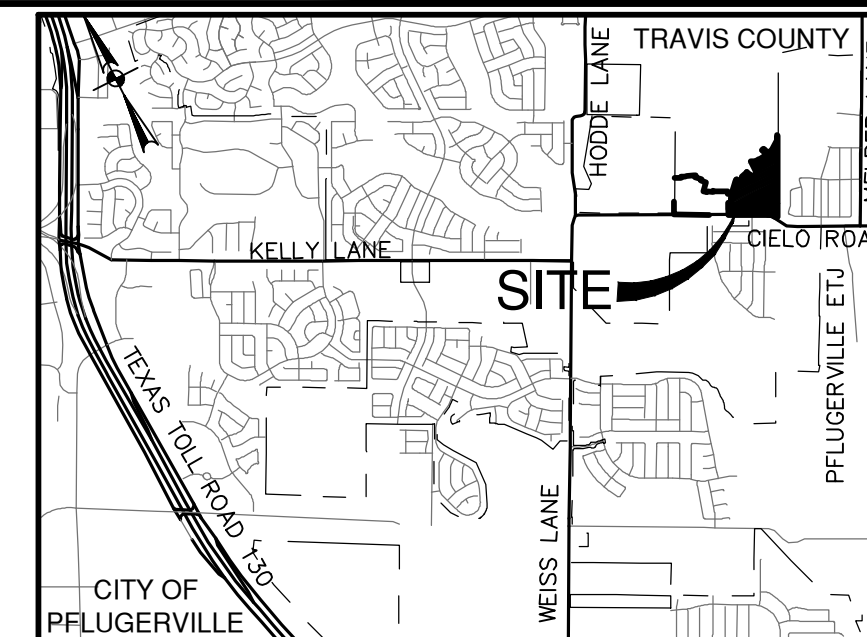 TRAVIS COUNTY
HODDE LANE
CIELO
KELLY LANE
SITE
PFLUGERVILLE ETJ
TEXAS TOLL ROAD 130
WEISS LANE
CITY OF
PFLUGERVILLE